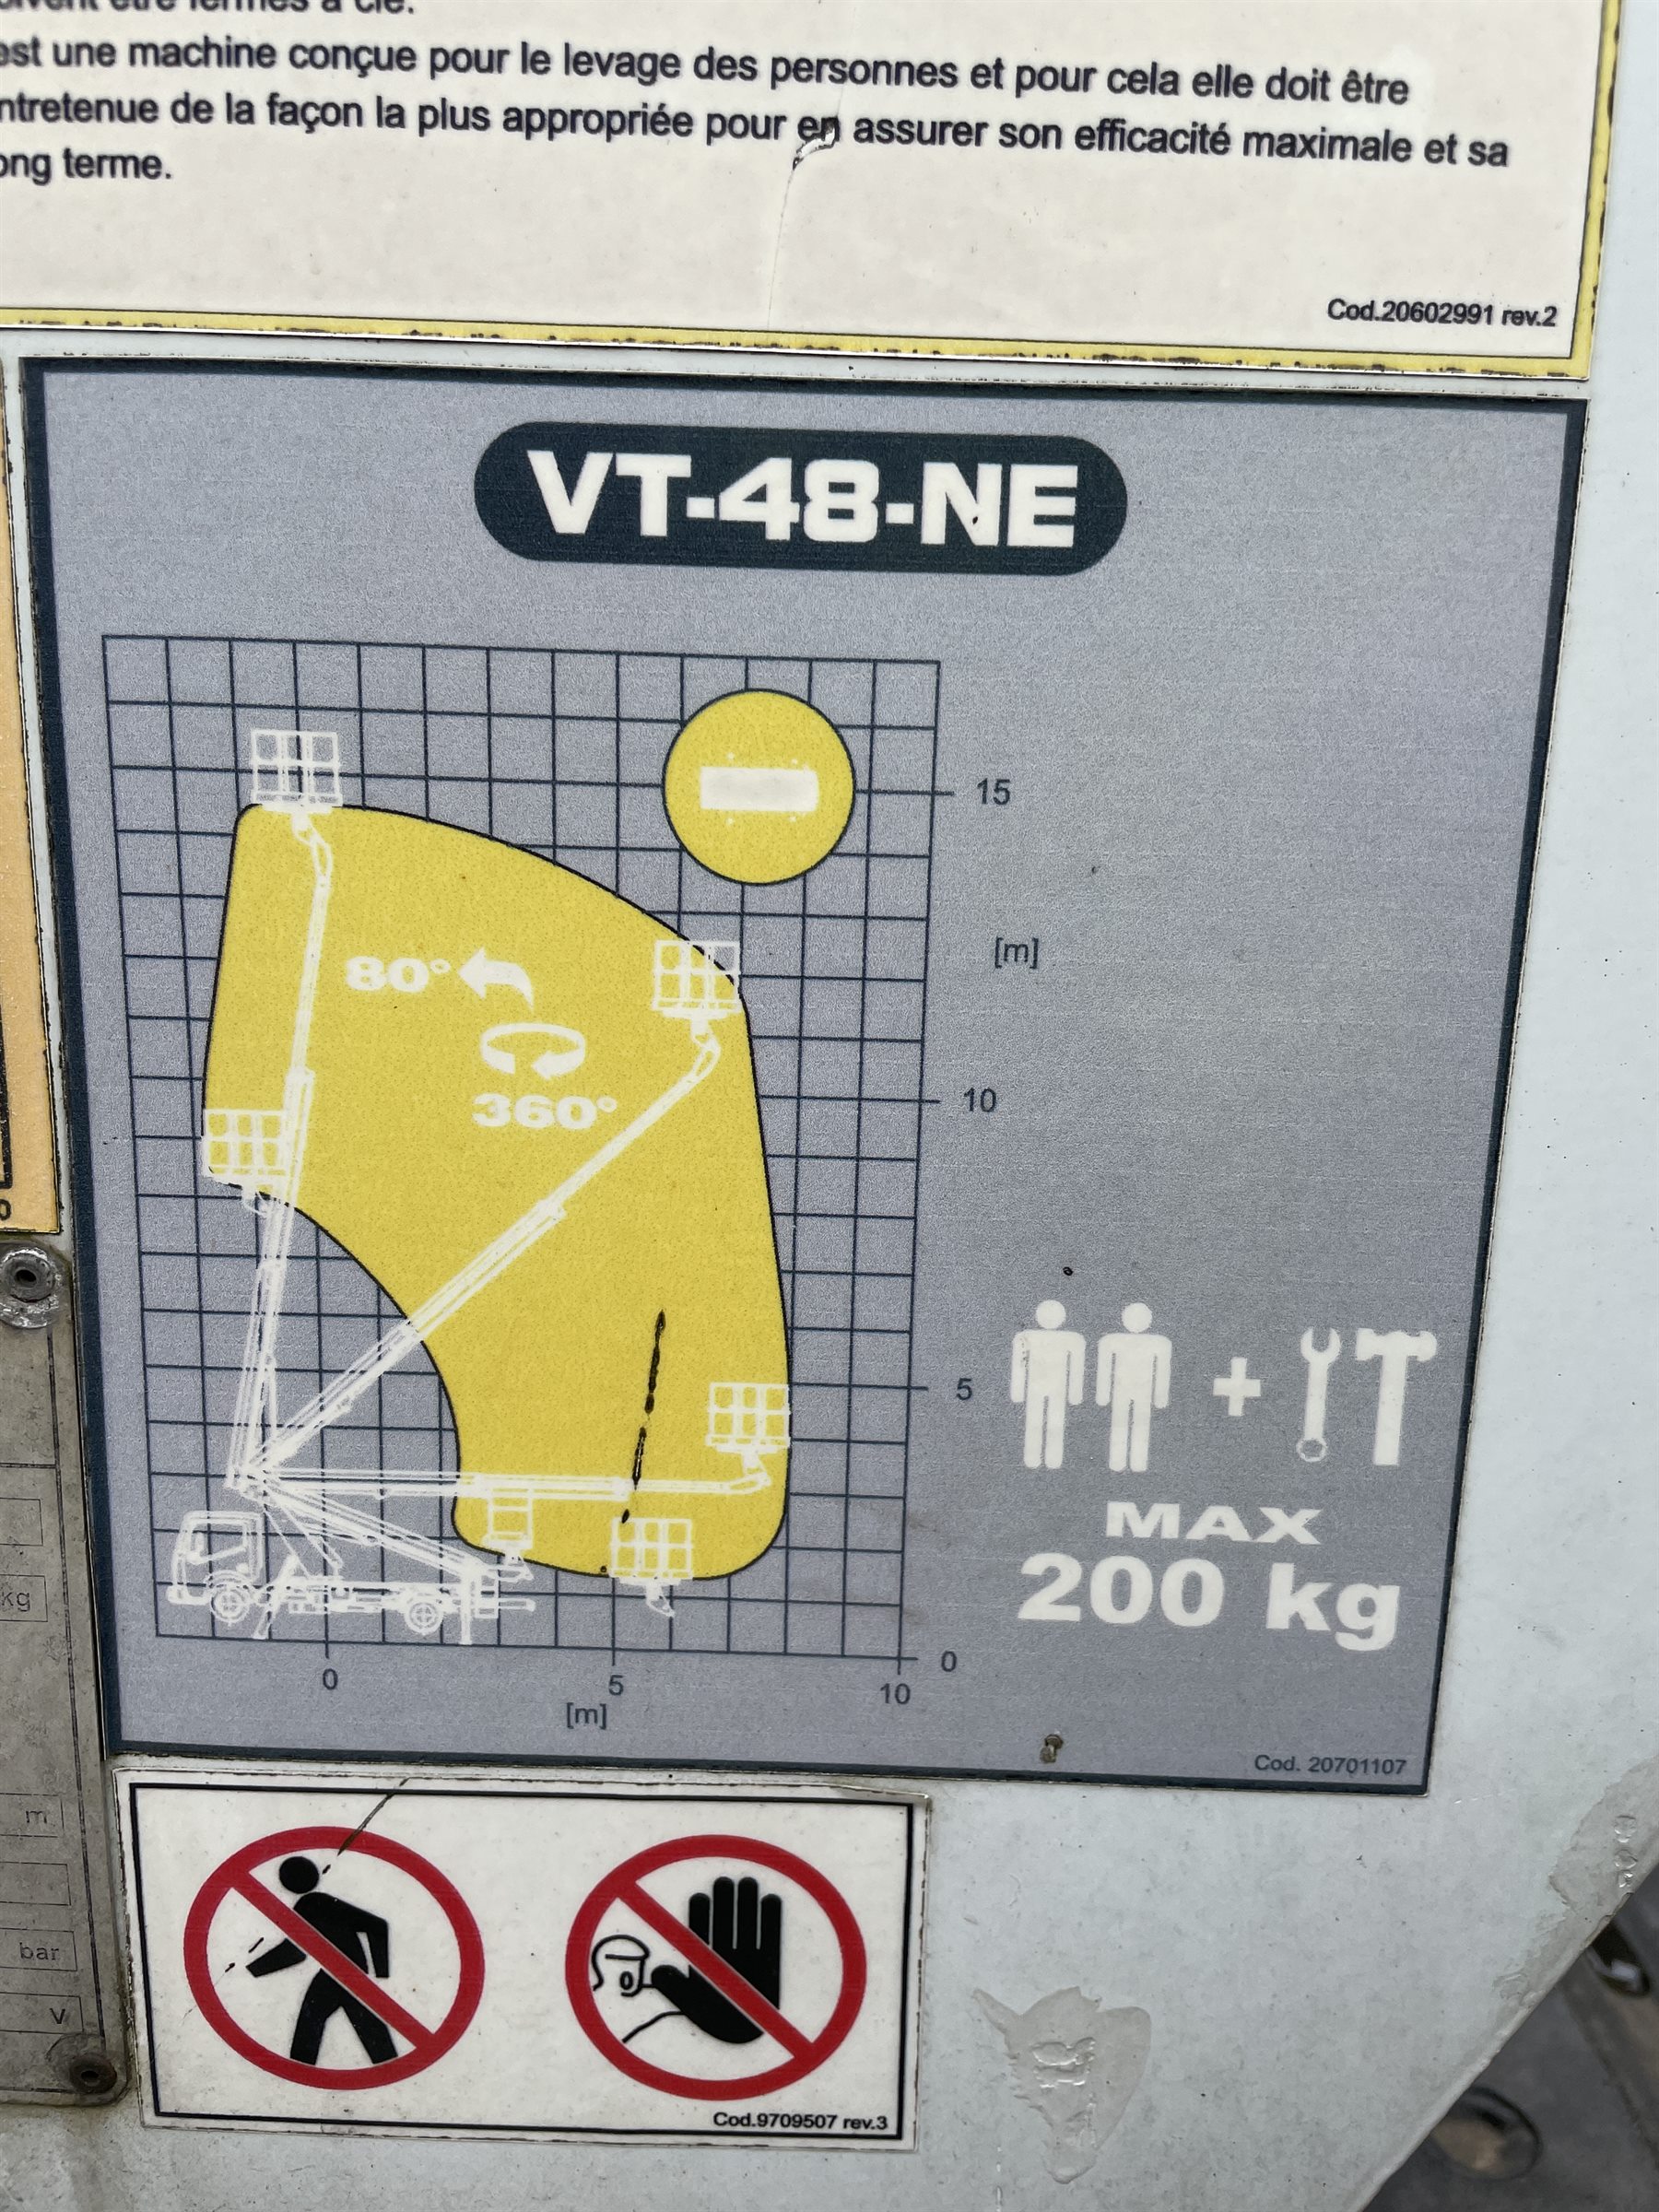 être fermés à clé.
est une machine conçue pour le levage des personnes et pour cela elle doit être
ntretenue de la façon la plus appropriée pour en assurer son efficacité maximale et sa
ong terme.
Cod.20602991 rev.2
VT-48-NE
15
80°
[m]
360°
10
5
+
MAX
200 kg
kg
0
0
5
10
[m]
Cod. 20701107
m
bar
V
Cod.9709507 rev.3